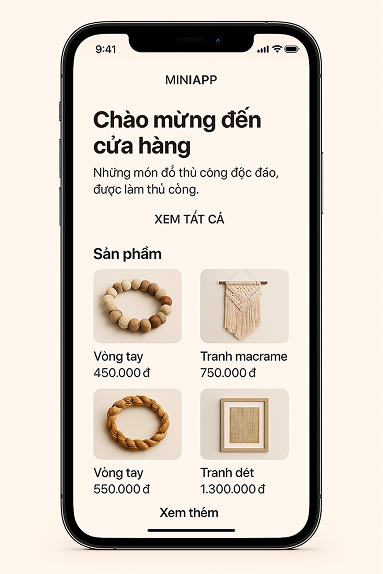 9:41
MINIAPP
Chào mừng đến
cửa hàng
Những món đồ thủ công độc đáo,
được làm thủ còng.
XEM TẤT CẢ
Sản phẩm
Vòng tay
450.000 đ
Tranh macrame
750.000 đ
Vòng tay
550.000 đ
Tranh dét
1.300.000 đ
Xem thêm